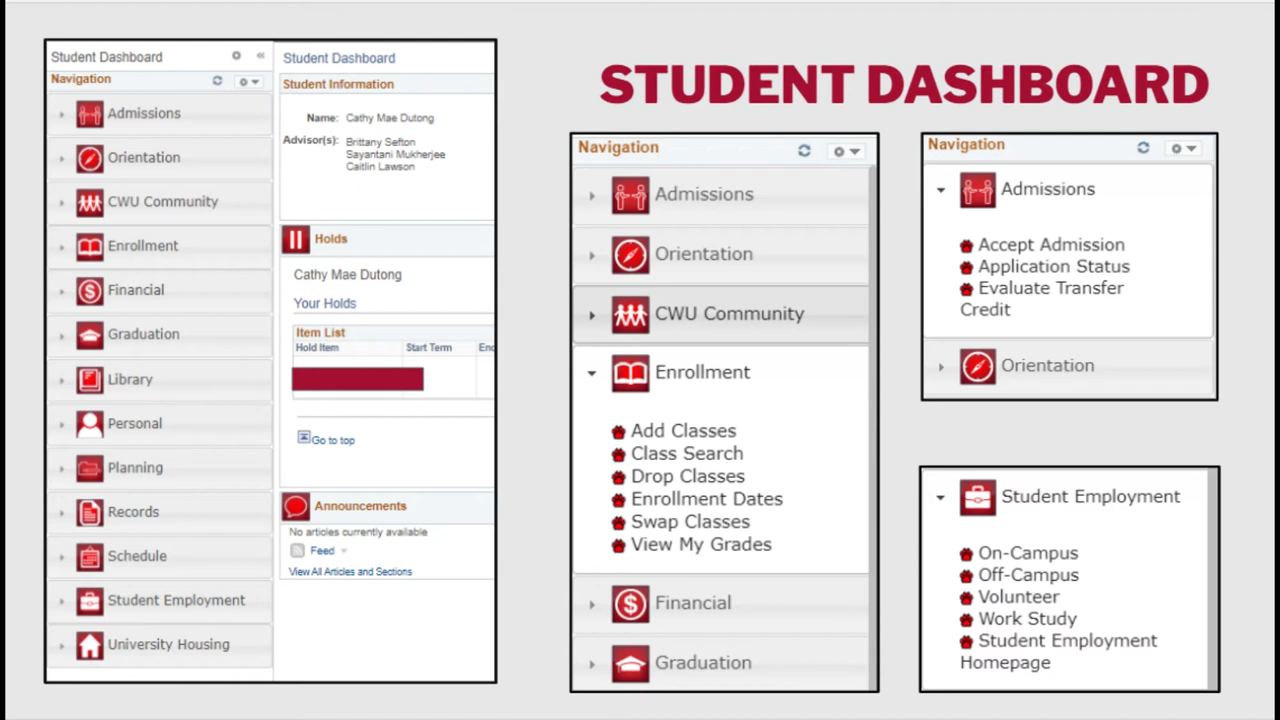 STUDENT DASHBOARD
Student Dashboard
Navigation
Admissions
Orientation
CWU Community
Enrollment
Financial
Graduation
Library
Personal
Planning
Records
Schedule
Student Employment
University Housing
Student Dashboard
Student Information
Name: Cathy Mae Dutong
Advisor(s): Brittany Sefton
Sayantani Mukherjee
Caitlin Lawson
Holds
Cathy Mae Dutong
Your Holds
Item List
Hold Item Start Term Enc
Go to top
Announcements
No articles currently available
Feed
View All Articles and Sections
Navigation
Admissions
Orientation
CWU Community
Enrollment
Add Classes
Class Search
Drop Classes
Enrollment Dates
Swap Classes
View My Grades
Financial
Graduation
Navigation
Admissions
Accept Admission
Application Status
Evaluate Transfer
Credit
Orientation
Student Employment
On-Campus
Off-Campus
Volunteer
Work Study
Student Employment
Homepage